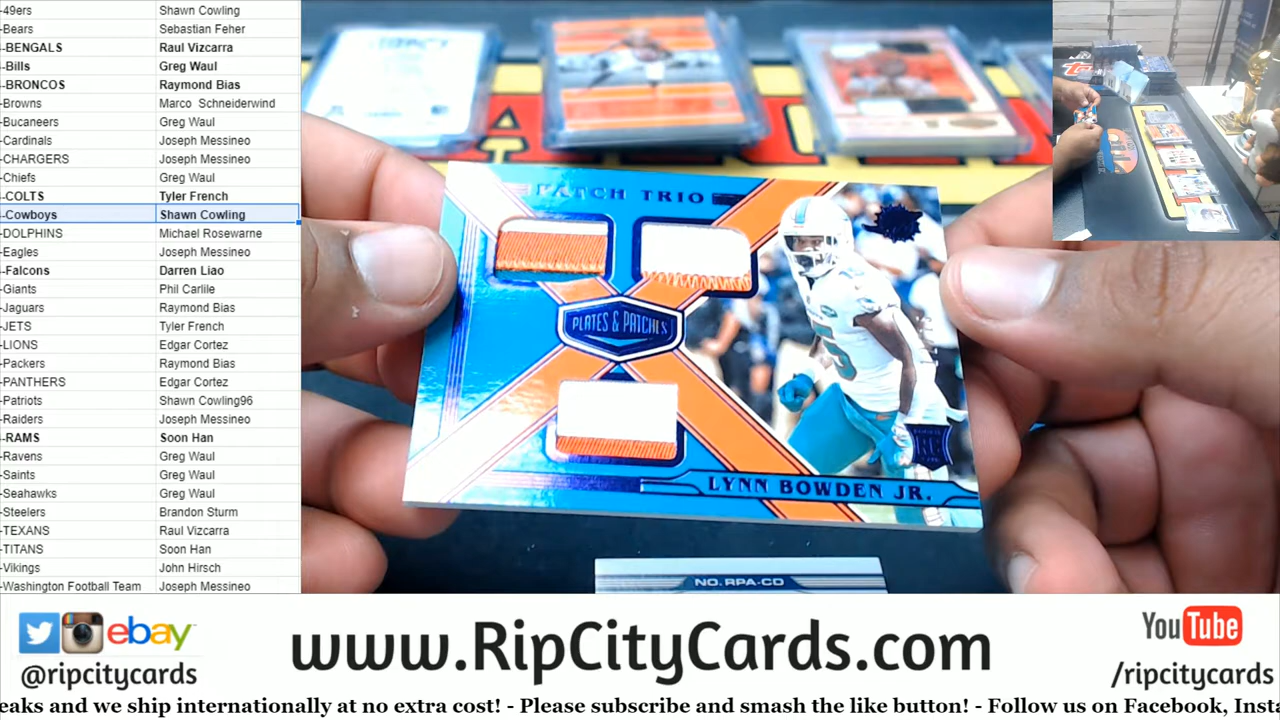 -49ers Shawn Cowling
-Bears Sebastian Feher
-BENGALS Raul Vizcarra
-Bills Greg Waul
-BRONCOS Raymond Bias
-Browns Marco Schneiderwind
-Bucaneers Greg Waul
-Cardinals Joseph Messineo
-CHARGERS Joseph Messineo
-Chiefs Greg Waul
-COLTS Tyler French
-Cowboys Shawn Cowling
-DOLPHINS Michael Rosewarne
-Eagles Joseph Messineo
-Falcons Darren Liao
-Giants Phil Carlile
-Jaguars Raymond Bias
-JETS Tyler French
-LIONS Edgar Cortez
-Packers Raymond Bias
-PANTHERS Edgar Cortez
-Patriots Shawn Cowling96
-Raiders Joseph Messineo
-RAMS Soon Han
-Ravens Greg Waul
-Saints Greg Waul
-Seahawks Greg Waul
-Steelers Brandon Sturm
-TEXANS Raul Vizcarra
-TITANS Soon Han
-Vikings John Hirsch
-Washington Football Team Joseph Messineo
PATCH TRIO
PLATES & PATCHES
RC
LYNN BOWDEN JR.
NO. RPA-CD
ebay
@ripcitycards
www.RipCityCards.com
YouTube
/ripcitycards
eaks and we ship internationally at no extra cost! - Please subscribe and smash the like button! - Follow us on Facebook, Insta